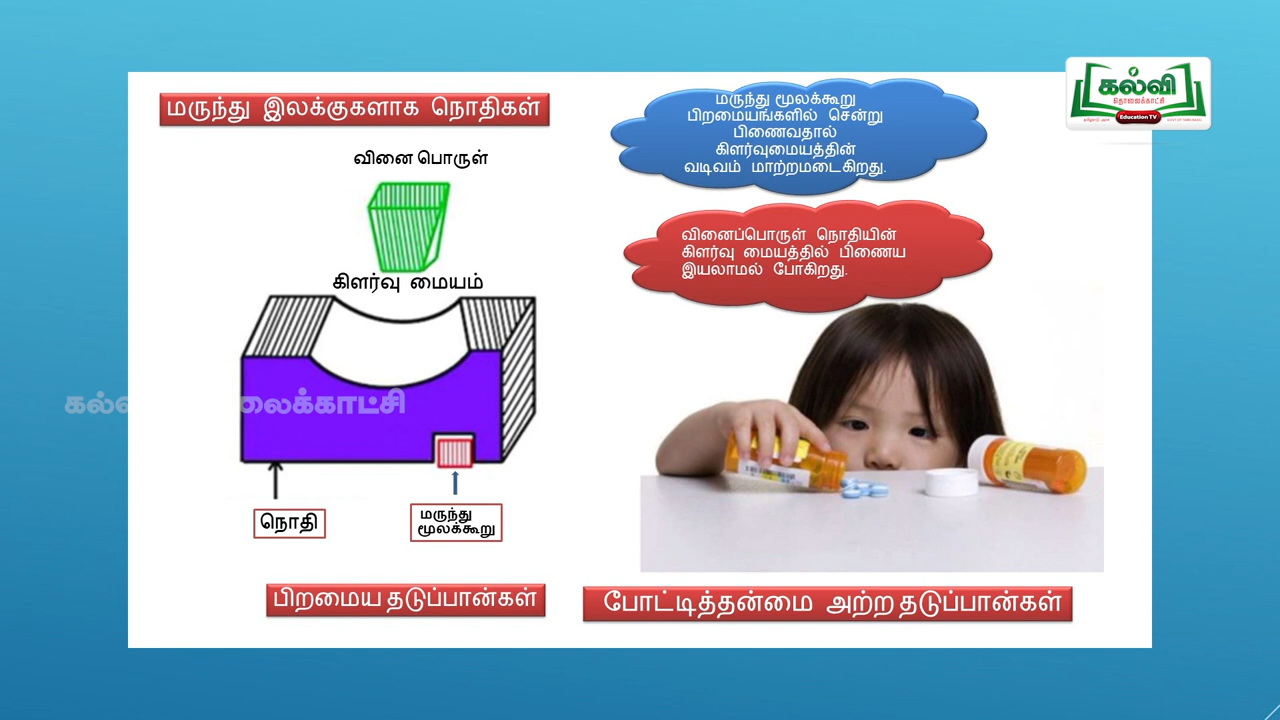 மருந்து இலக்குகளாக நொதிகள்
வினை பொருள்
கிளர்வு மையம்
நொதி
மருந்து
மூலக்கூறு
பிறமைய தடுப்பான்கள்
மருந்து மூலக்கூறு
பிறமையங்களில் சென்று
பிணைவதால்
கிளர்வுமையத்தின்
வடிவம் மாற்றமடைகிறது.
வினைப்பொருள் நொதியின்
கிளர்வு மையத்தில் பிணைய
இயலாமல் போகிறது.
போட்டித்தன்மை அற்ற தடுப்பான்கள்
கல்வி
தொலைக்காட்சி
Education TV